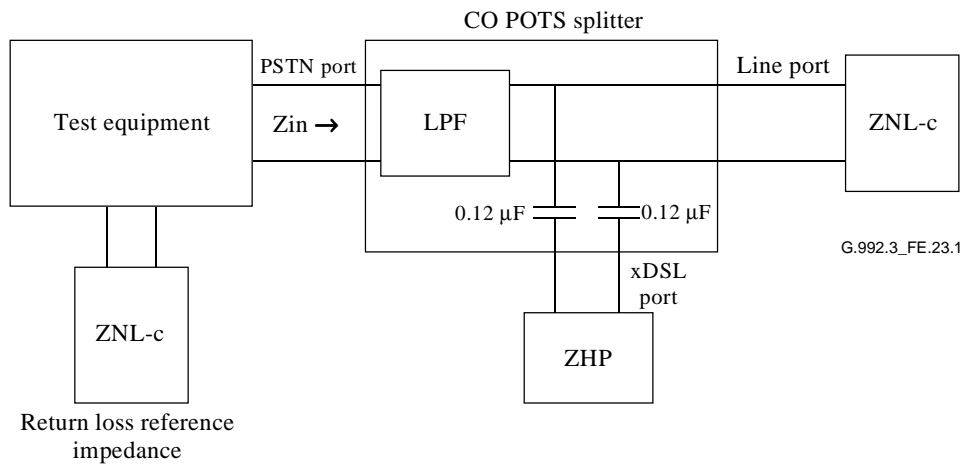 CO POTS splitter
PSTN port
Line port
Test equipment
Zin →
LPF
ZNL-c
0.12 µF
0.12 µF
G.992.3_FE.23.1
xDSL
port
ZNL-c
ZHP
Return loss reference
impedance